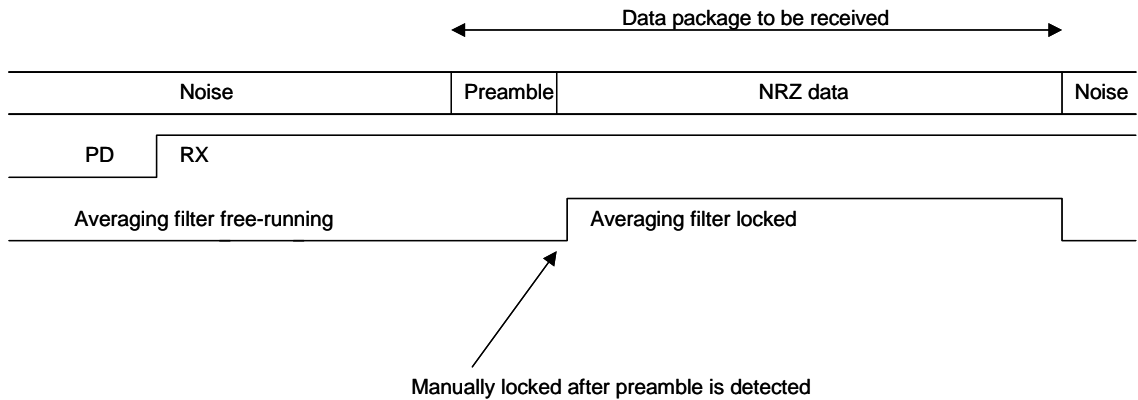 Data package to be received
Noise Preamble NRZ data Noise
PD RX
Averaging filter free-running Averaging filter locked
Manually locked after preamble is detected